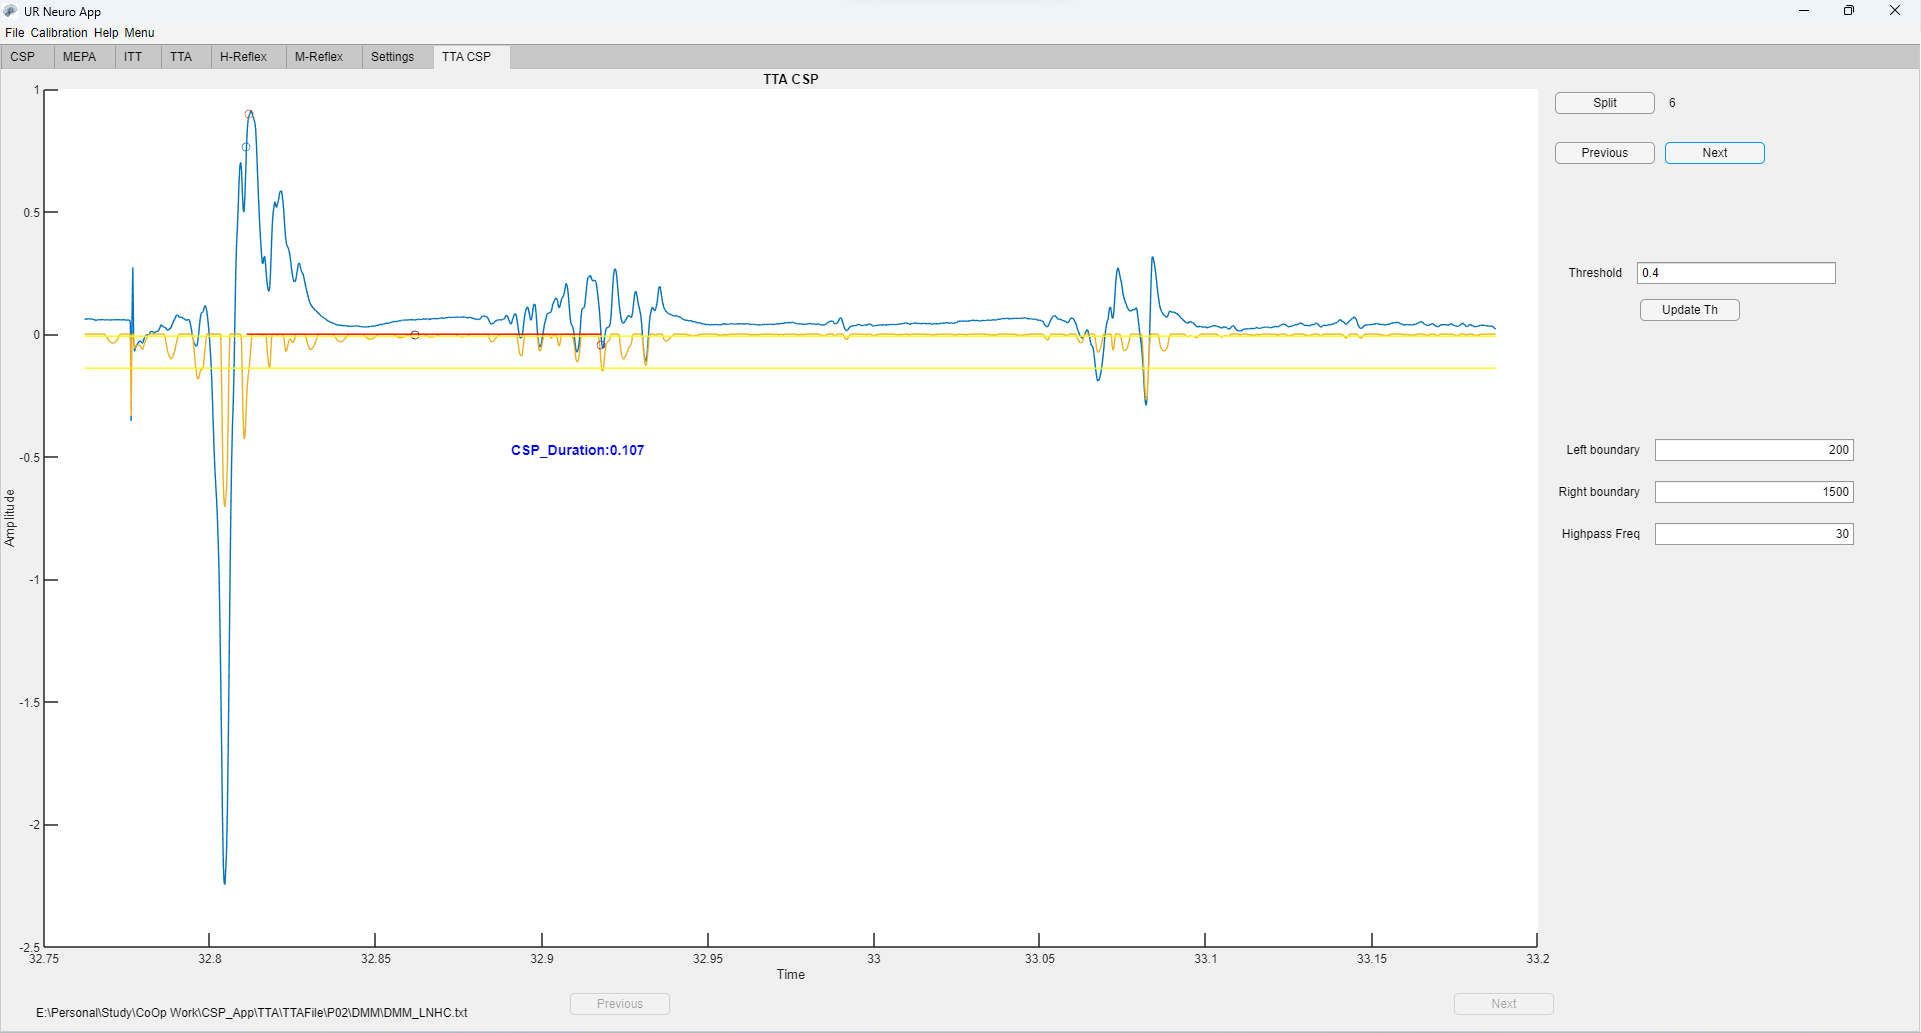 UR Neuro App
File Calibration Help Menu
CSP MEPA ITT TTA H-Reflex M-Reflex Settings TTA CSP
TTA CSP
Split 6
Previous Next
Threshold 0.4
Update Th
Left boundary 200
Right boundary 1500
Highpass Freq 30
1
0.5
0
-0.5
-1
-1.5
-2
-2.5
Amplitude
CSP_Duration:0.107
32.75 32.8 32.85 32.9 32.95 33 33.05 33.1 33.15 33.2
Time
Previous Next
E:\Personal\Study\CoOp Work\CSP_App\TTA\TTAFile\P02\DMM\DMM_LNHC.txt